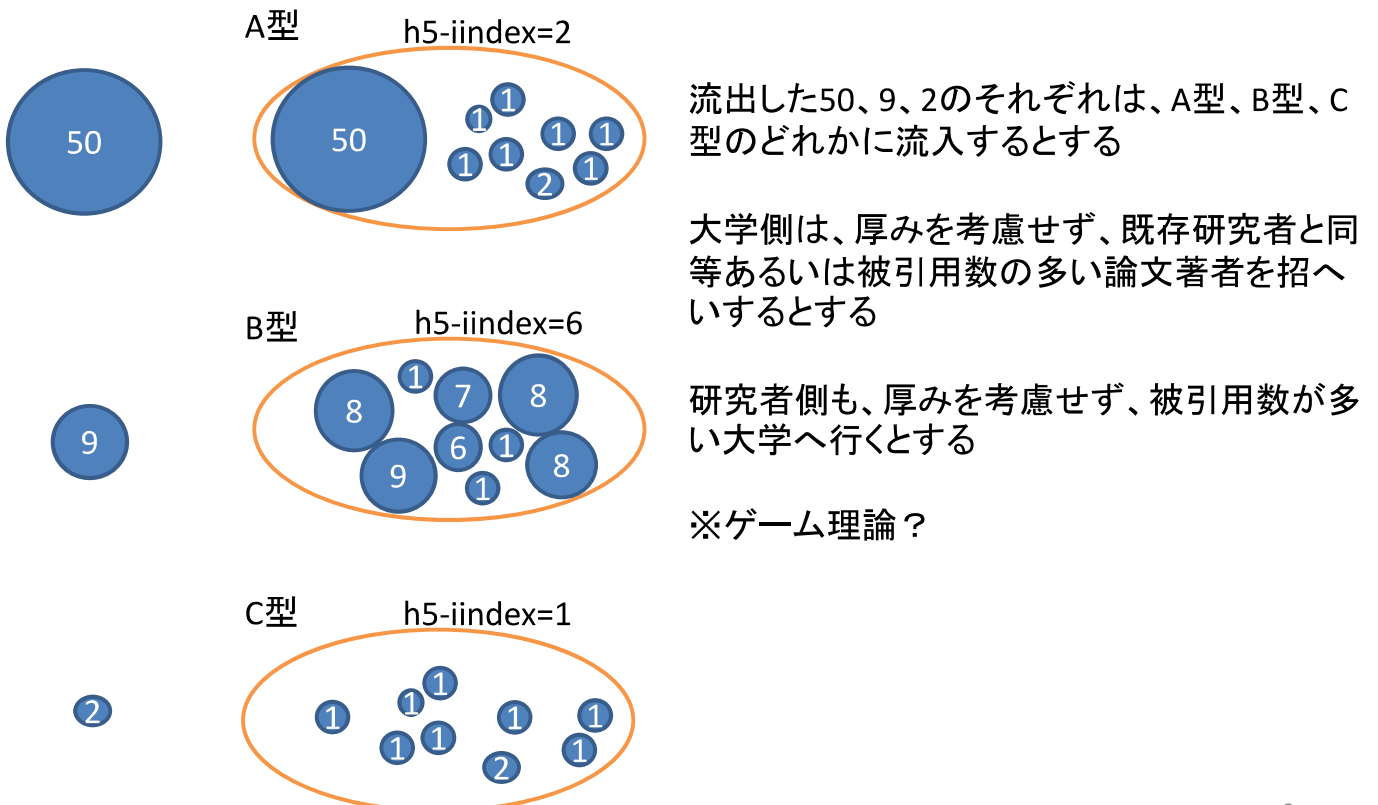 A型
h5-iindex=2
50
50
1
1
1
1
1
1
2
1
流出した50、9、2のそれぞれは、A型、B型、C
型のどれかに流入するとする
大学側は、厚みを考慮せず、既存研究者と同
等あるいは被引用数の多い論文著者を招へ
いするとする
B型
h5-iindex=6
9
8
1
7
8
9
6
1
8
1
研究者側も、厚みを考慮せず、被引用数が多
い大学へ行くとする
※ゲーム理論？
C型
h5-iindex=1
2
1
1
1
1
1
1
1
2
1